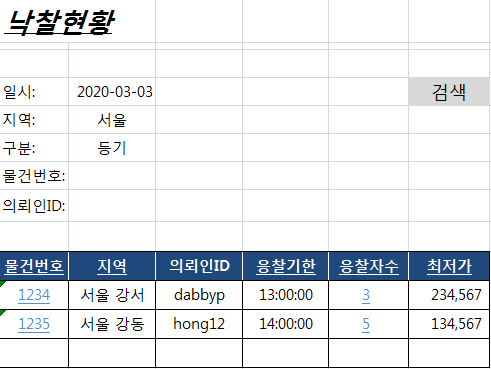 낙찰현황
일시: 2020-03-03 검색
지역: 서울
구분: 등기
물건번호:
의뢰인ID:
물건번호 지역 의뢰인ID 응찰기한 응찰자수 최저가
1234 서울 강서 dabbyp 13:00:00 3 234,567
1235 서울 강동 hong12 14:00:00 5 134,567